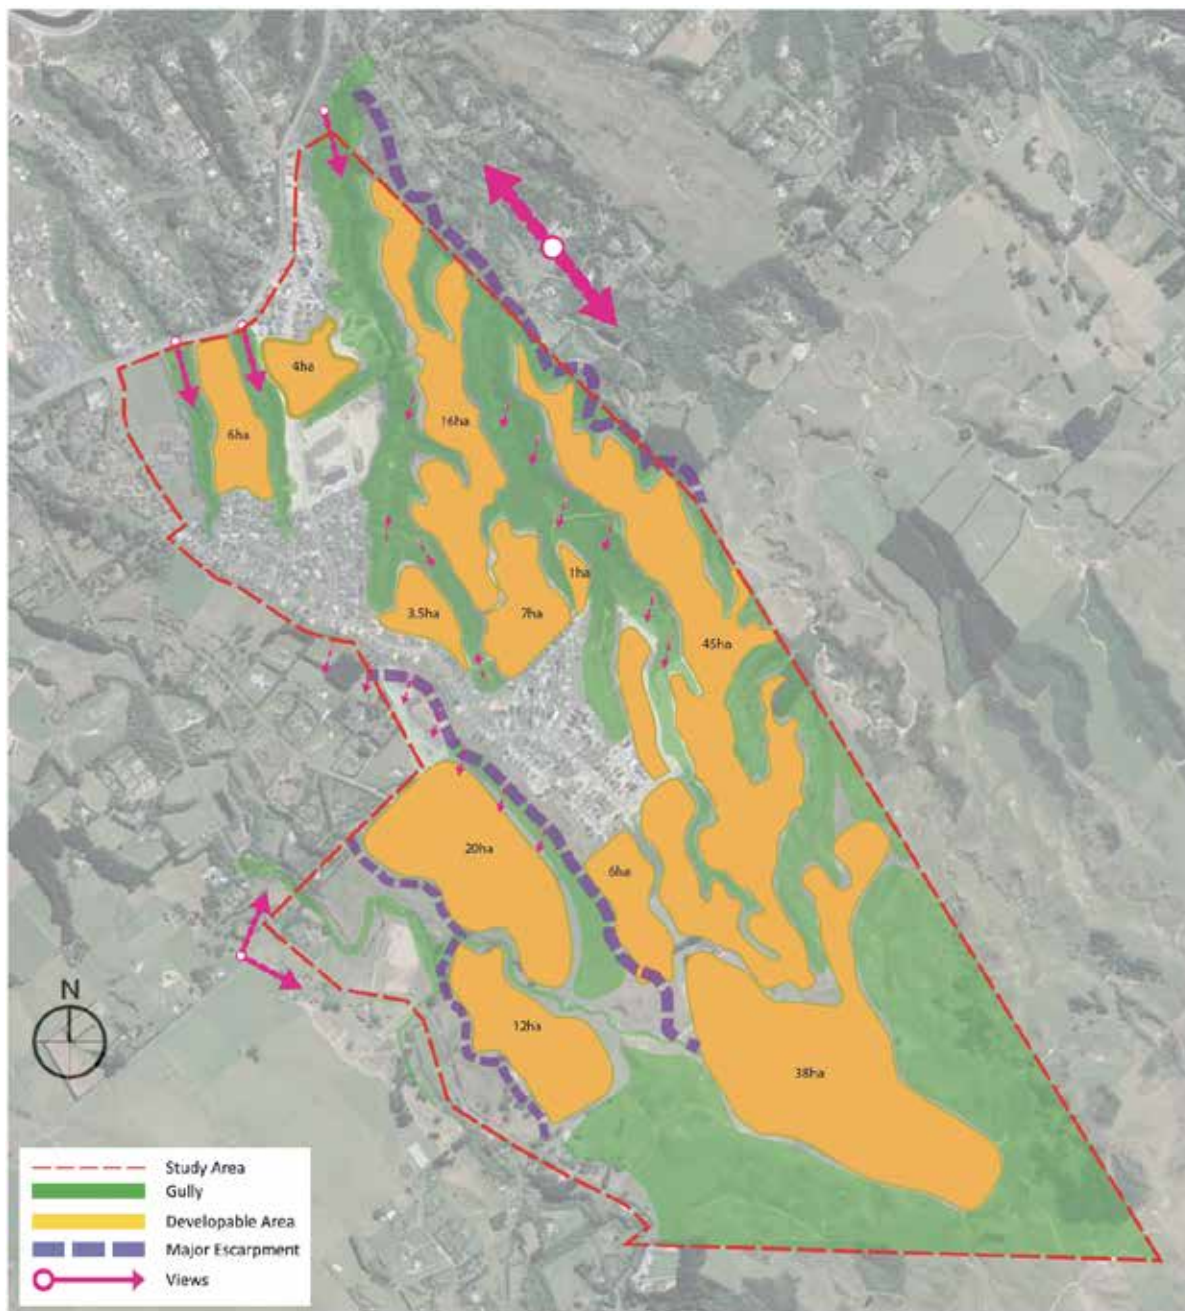 4ha
6ha
16ha
1ha
3.5ha
7ha
45ha
20ha
6ha
12ha
38ha
N
Study Area
Gully
Developable Area
Major Escarpment
Views